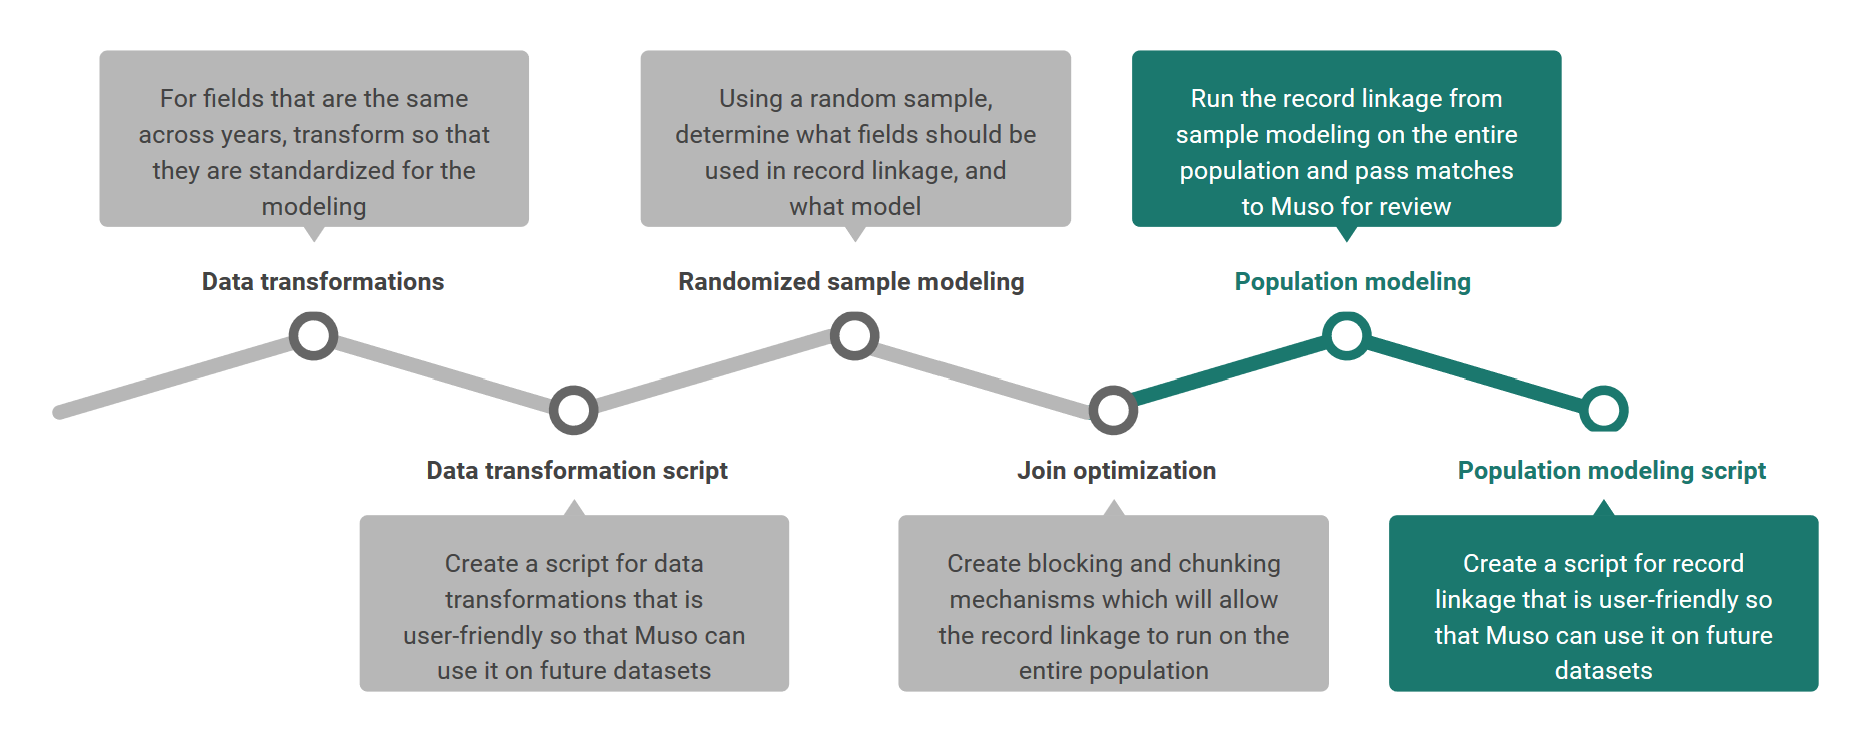 For fields that are the same
across years, transform so that
they are standardized for the
modeling
Data transformations
Data transformation script
Create a script for data
transformations that is
user-friendly so that Muso can
use it on future datasets
Using a random sample,
determine what fields should be
used in record linkage, and
what model
Randomized sample modeling
Join optimization
Create blocking and chunking
mechanisms which will allow
the record linkage to run on the
entire population
Run the record linkage from
sample modeling on the entire
population and pass matches
to Muso for review
Population modeling
Population modeling script
Create a script for record
linkage that is user-friendly so
that Muso can use it on future
datasets